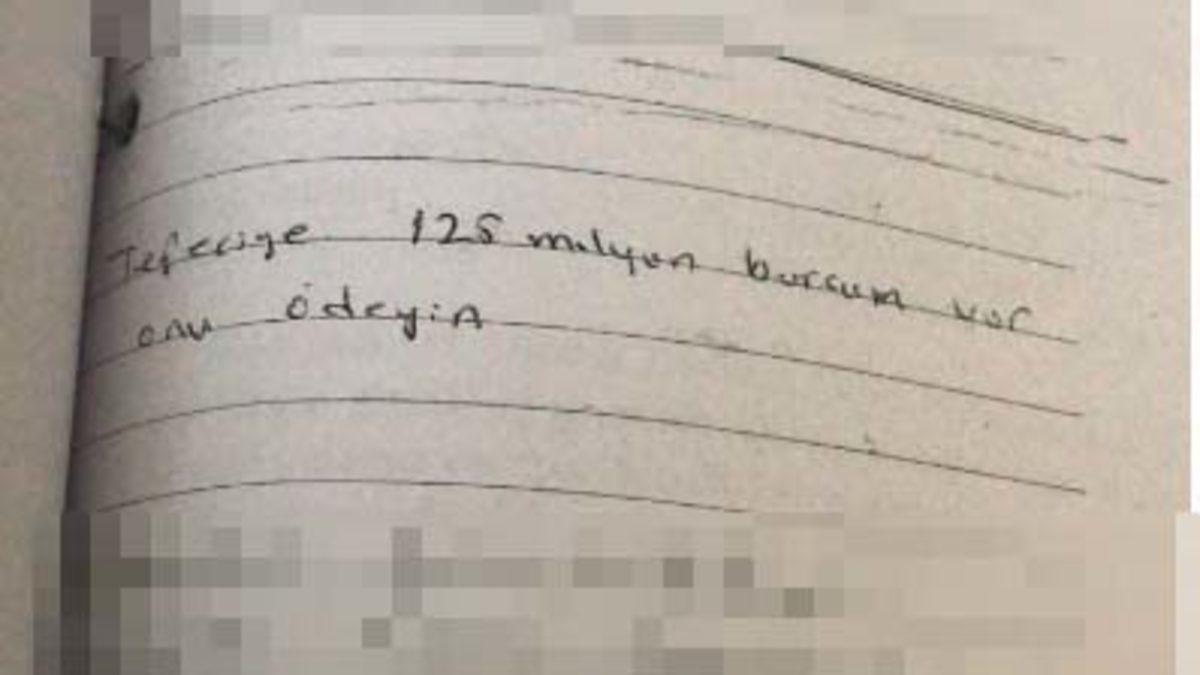 Tefeciye 125 milyon borcum var
onu ödeyin